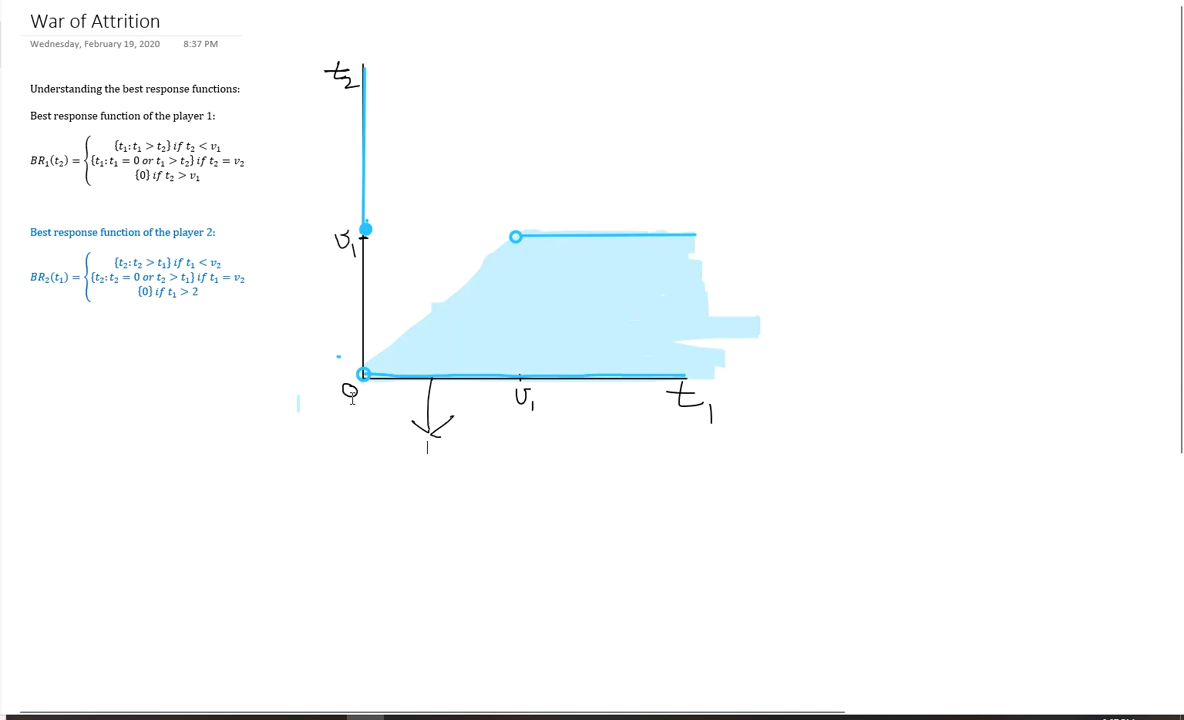 War of Attrition
Wednesday, February 19, 2020 8:37 PM
Understanding the best response functions:
Best response function of the player 1:
{t₁: t₁ > t₂} if t₂ < v₁
BR₁(t₂) = {t₁: t₁ = 0 or t₁ > t₂} if t₂ = v₂
{0} if t₂ > v₁
Best response function of the player 2:
{t₂: t₂ > t₁} if t₁ < v₂
BR₂(t₁) = {t₂: t₂ = 0 or t₂ > t₁} if t₁ = v₂
{0} if t₁ > 2
t₂
v₁
0
v₁
t₁